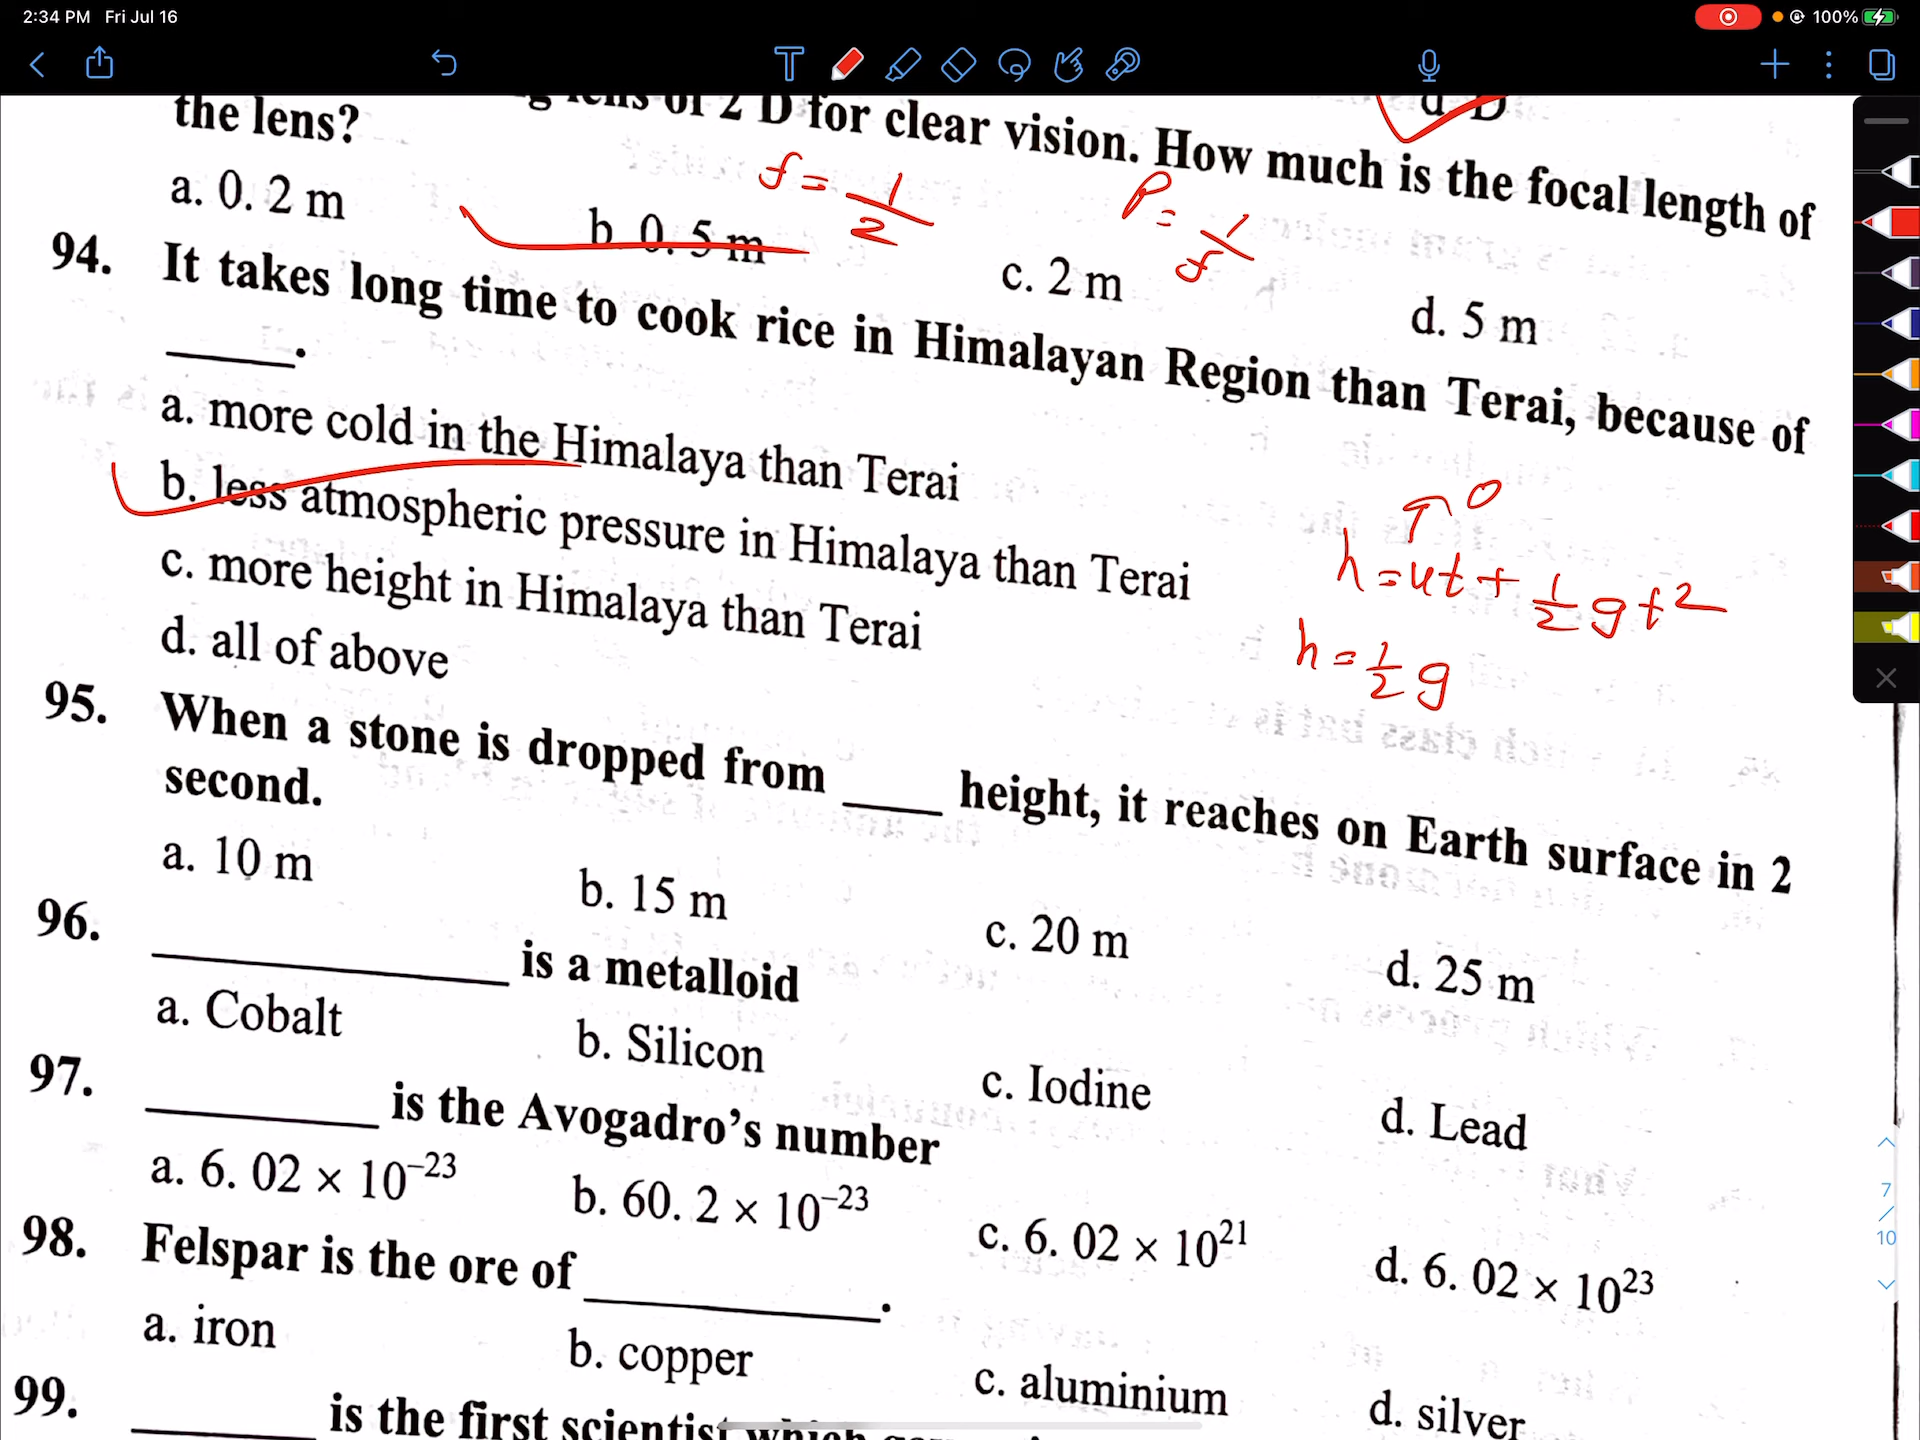 2:34 PM Fri Jul 16
100%
lens of 2 D for clear vision. How much is the focal length of
the lens?
d. D
a. 0. 2 m
b. 0. 5 m
c. 2 m
d. 5 m
f = 1/2
P = 1/f
94. It takes long time to cook rice in Himalayan Region than Terai, because of
_____.
a. more cold in the Himalaya than Terai
b. less atmospheric pressure in Himalaya than Terai
c. more height in Himalaya than Terai
d. all of above
h = ut + 1/2 gt²
h = 1/2 g
95. When a stone is dropped from ____ height, it reaches on Earth surface in 2
second.
a. 10 m
b. 15 m
c. 20 m
d. 25 m
96. ______________ is a metalloid
a. Cobalt
b. Silicon
c. Iodine
d. Lead
97. _________ is the Avogadro's number
a. 6. 02 × 10⁻²³
b. 60. 2 × 10⁻²³
c. 6. 02 × 10²¹
d. 6. 02 × 10²³
98. Felspar is the ore of ____________.
a. iron
b. copper
c. aluminium
d. silver
99. _______ is the first scientist which
7
/
10